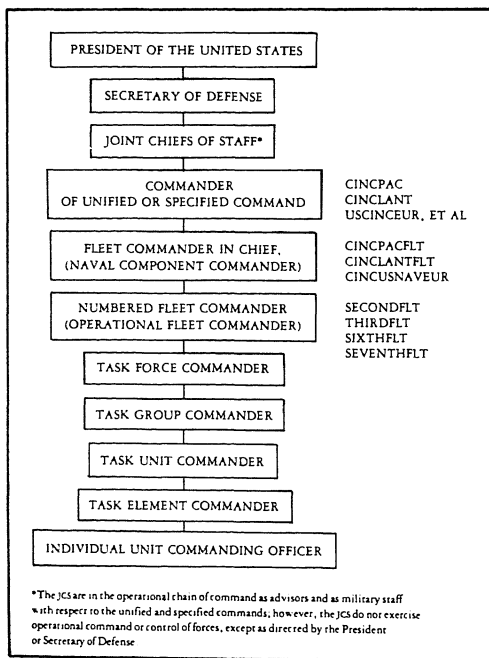 PRESIDENT OF THE UNITED STATES
SECRETARY OF DEFENSE
JOINT CHIEFS OF STAFF*
COMMANDER
OF UNIFIED OR SPECIFIED COMMAND
CINCPAC
CINCLANT
USCINCEUR, ET AL
FLEET COMMANDER IN CHIEF,
(NAVAL COMPONENT COMMANDER)
CINCPACFLT
CINCLANTFLT
CINCUSNAVEUR
NUMBERED FLEET COMMANDER
(OPERATIONAL FLEET COMMANDER)
SECONDFLT
THIRDFLT
SIXTHFLT
SEVENTHFLT
TASK FORCE COMMANDER
TASK GROUP COMMANDER
TASK UNIT COMMANDER
TASK ELEMENT COMMANDER
INDIVIDUAL UNIT COMMANDING OFFICER
*The JCS are in the operational chain of command as advisors and as military staff
with respect to the unified and specified commands; however, the JCS do not exercise
operational command or control of forces, except as directed by the President
or Secretary of Defense